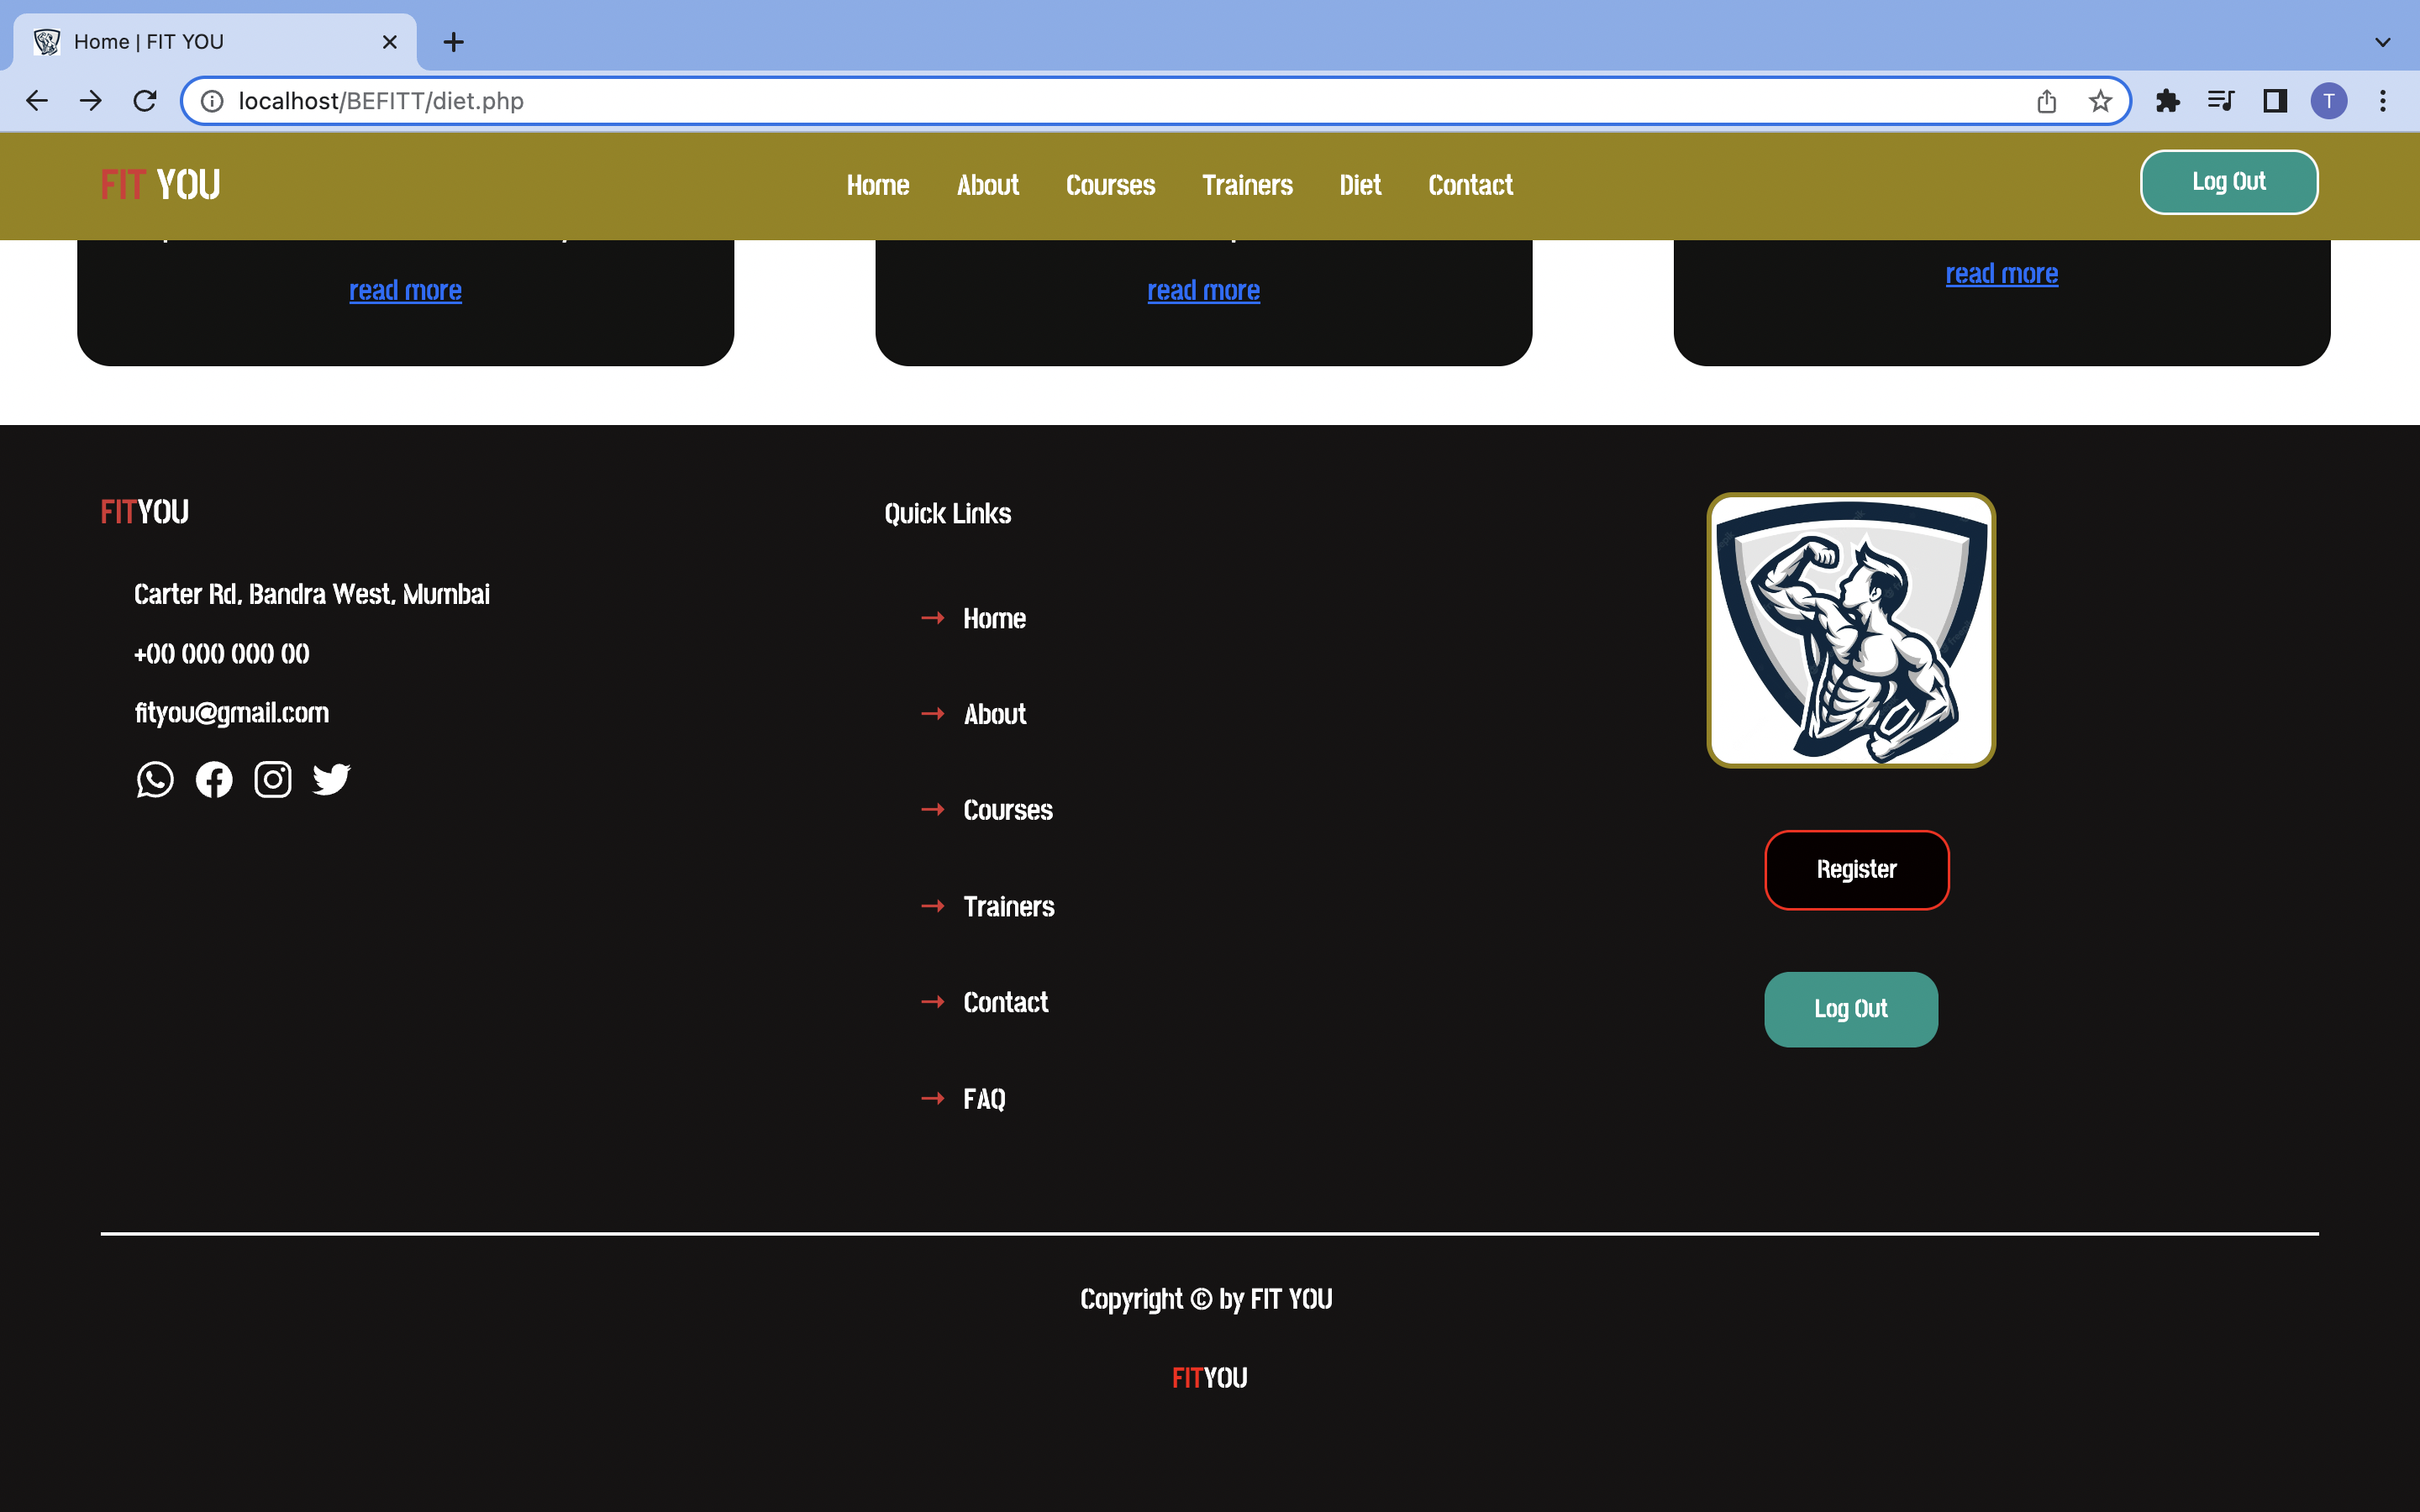 Home | FIT YOU
localhost/BEFITT/diet.php
T
FIT YOU
Home About Courses Trainers Diet Contact
Log Out
read more
read more
read more
FITYOU
Carter Rd, Bandra West, Mumbai
+00 000 000 00
fityou@gmail.com
Quick Links
→ Home
→ About
→ Courses
→ Trainers
→ Contact
→ FAQ
Register
Log Out
Copyright © by FIT YOU
FITYOU